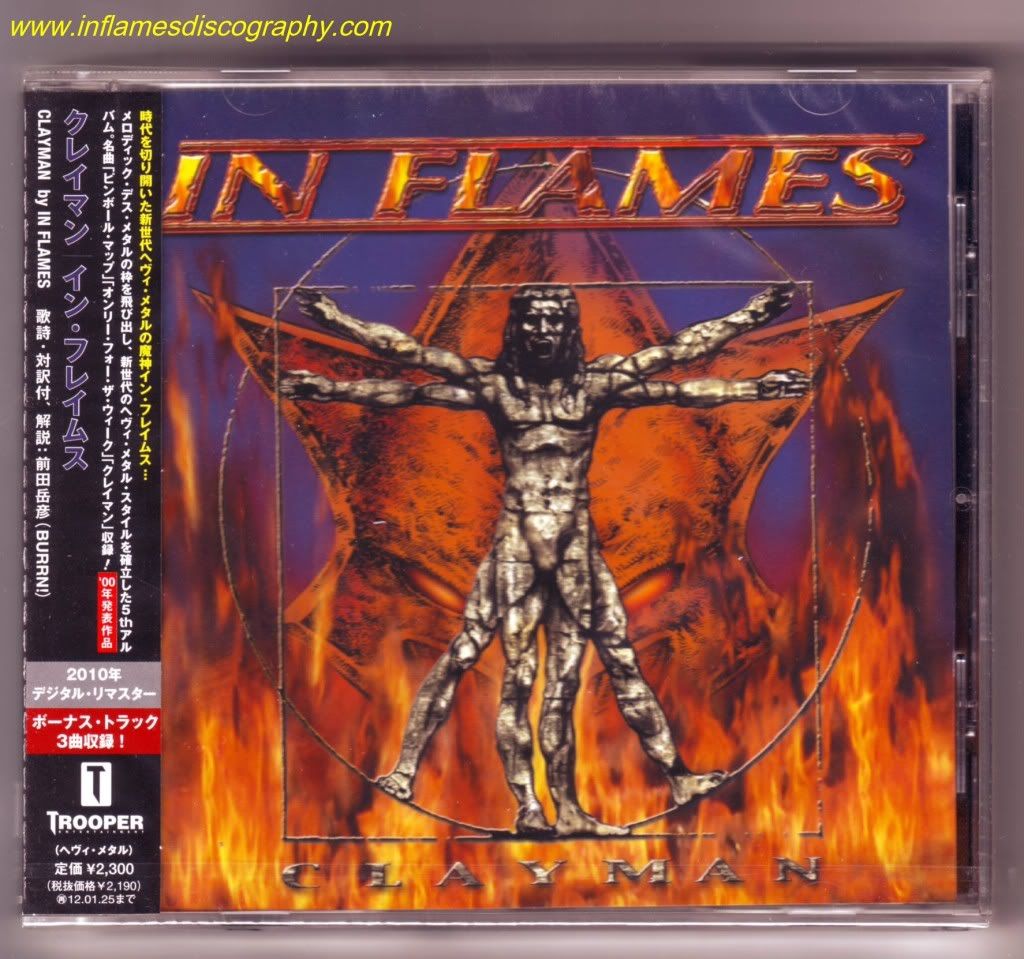 www.inflamesdiscography.com
時代を切り開いた新世代ヘヴィ・メタルの魔神イン・フレイムス…
メロディック・デス・メタルの枠を飛び出し、新世代のヘヴィ・メタル・スタイルを確立した5thアル
バム。名曲「ピンボール・マップ」「オンリー・フォー・ザ・ウィーク」「クレイマン」収録!
'00年発表作品
クレイマン イン・フレイムス
CLAYMAN by IN FLAMES 歌詩・対訳付、解説:前田岳彦(BURRN!)
2010年
デジタル・リマスター
ボーナス・トラック
3曲収録!
T
TROOPER
ENTERTAINMENT
(ヘヴィ・メタル)
定価 ¥2,300
(税抜価格¥2,190)
㋞12.01.25まで
IN FLAMES
CLAYMAN